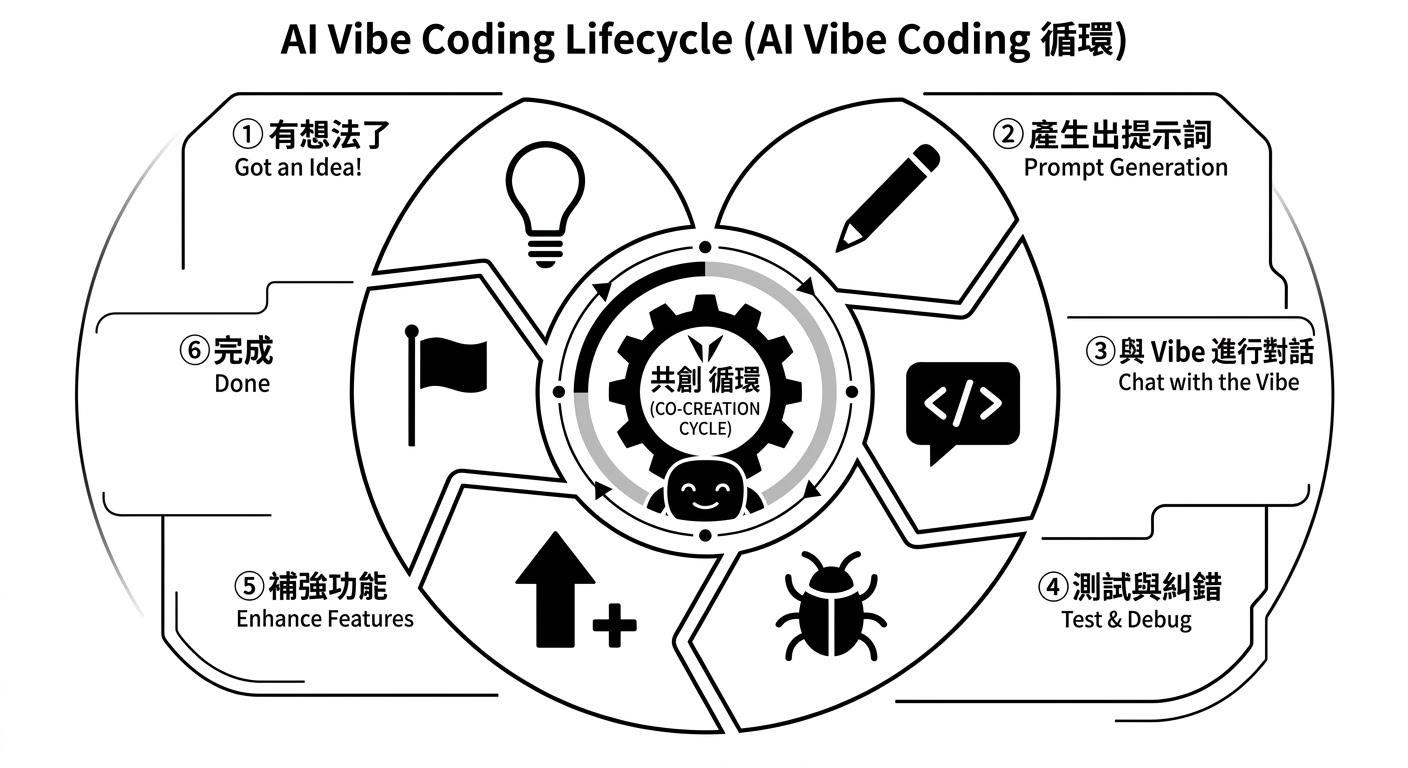 AI Vibe Coding Lifecycle (AI Vibe Coding 循環)
① 有想法了
Got an Idea!
② 產生出提示詞
Prompt Generation
③ 與 Vibe 進行對話
Chat with the Vibe
④ 測試與糾錯
Test & Debug
⑤ 補強功能
Enhance Features
⑥ 完成
Done
共創 循環
(CO-CREATION
CYCLE)